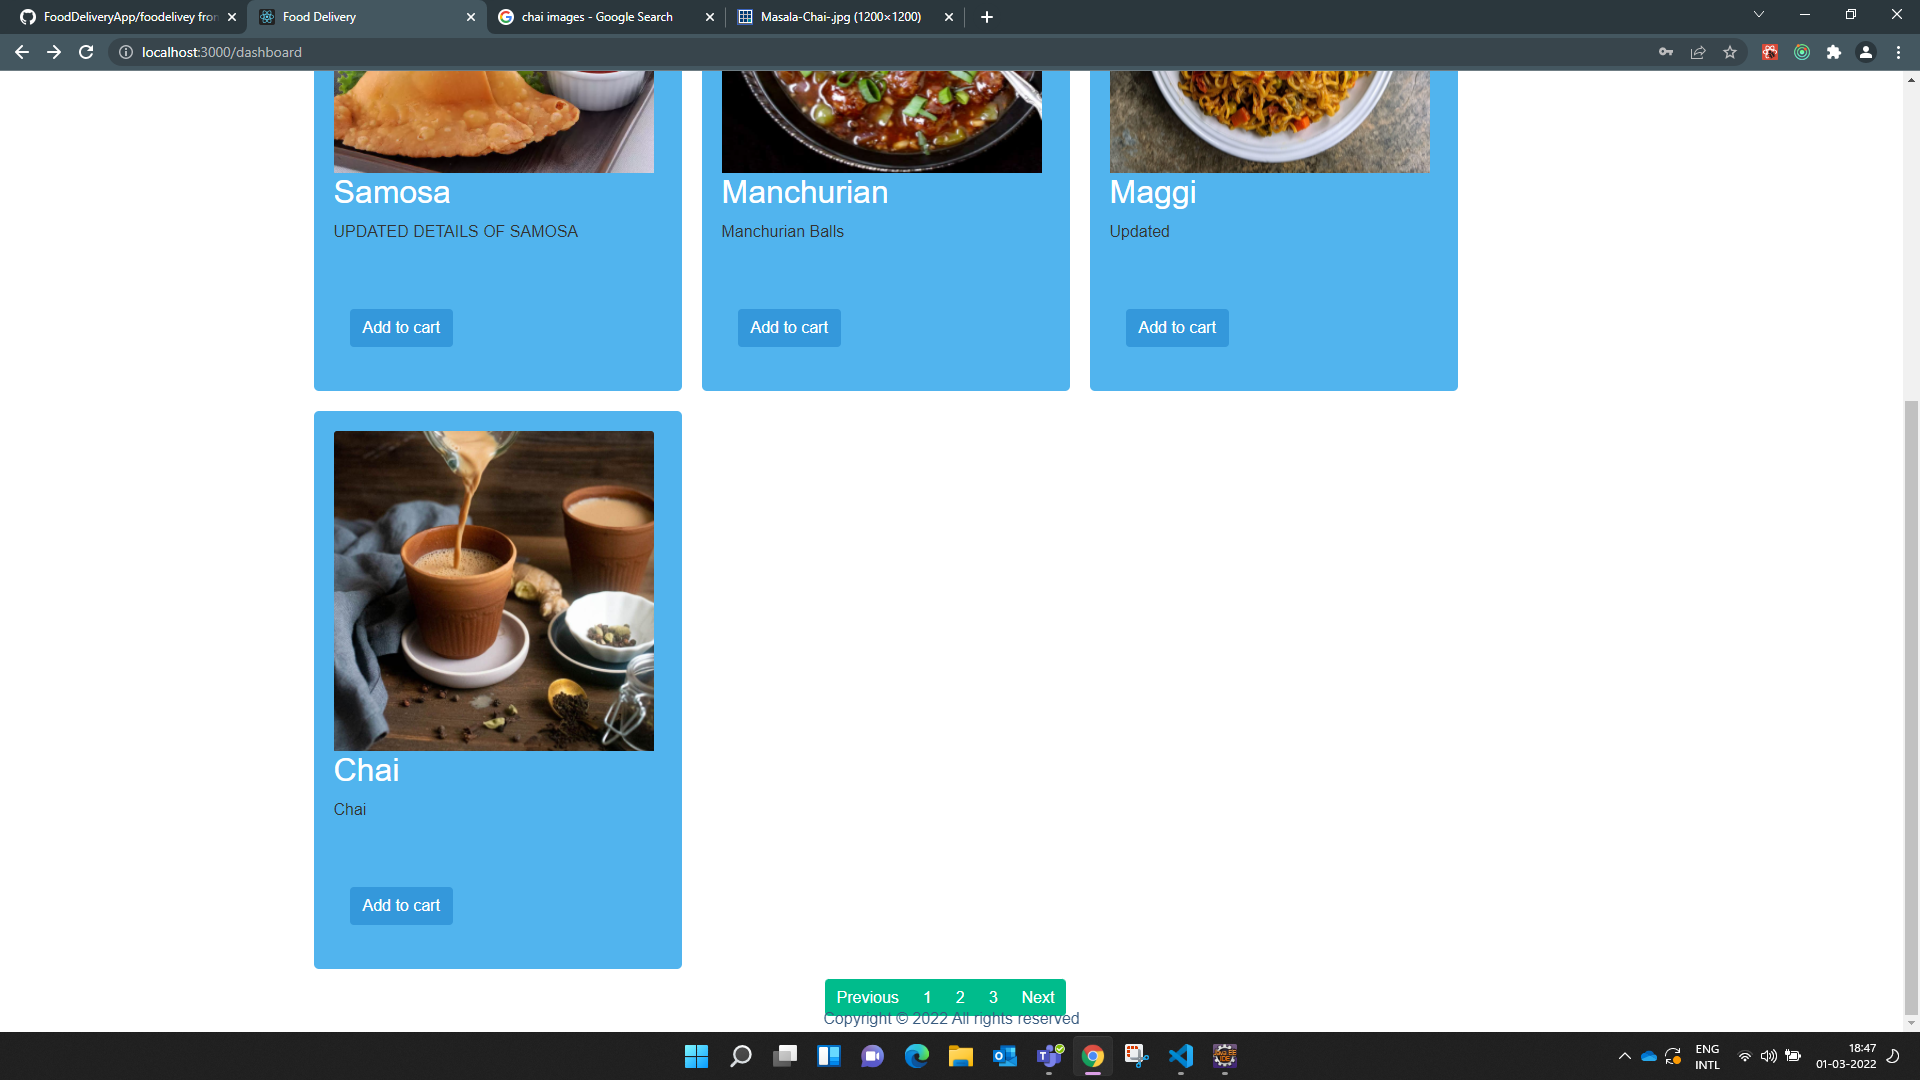 FoodDeliveryApp/foodelivey fron
Food Delivery
chai images - Google Search
Masala-Chai-.jpg (1200×1200)
localhost:3000/dashboard
Samosa
Manchurian
Maggi
UPDATED DETAILS OF SAMOSA
Manchurian Balls
Updated
Add to cart
Add to cart
Add to cart
Chai
Chai
Add to cart
Previous 1 2 3 Next
Copyright © 2022 All rights reserved
ENG
INTL
18:47
01-03-2022